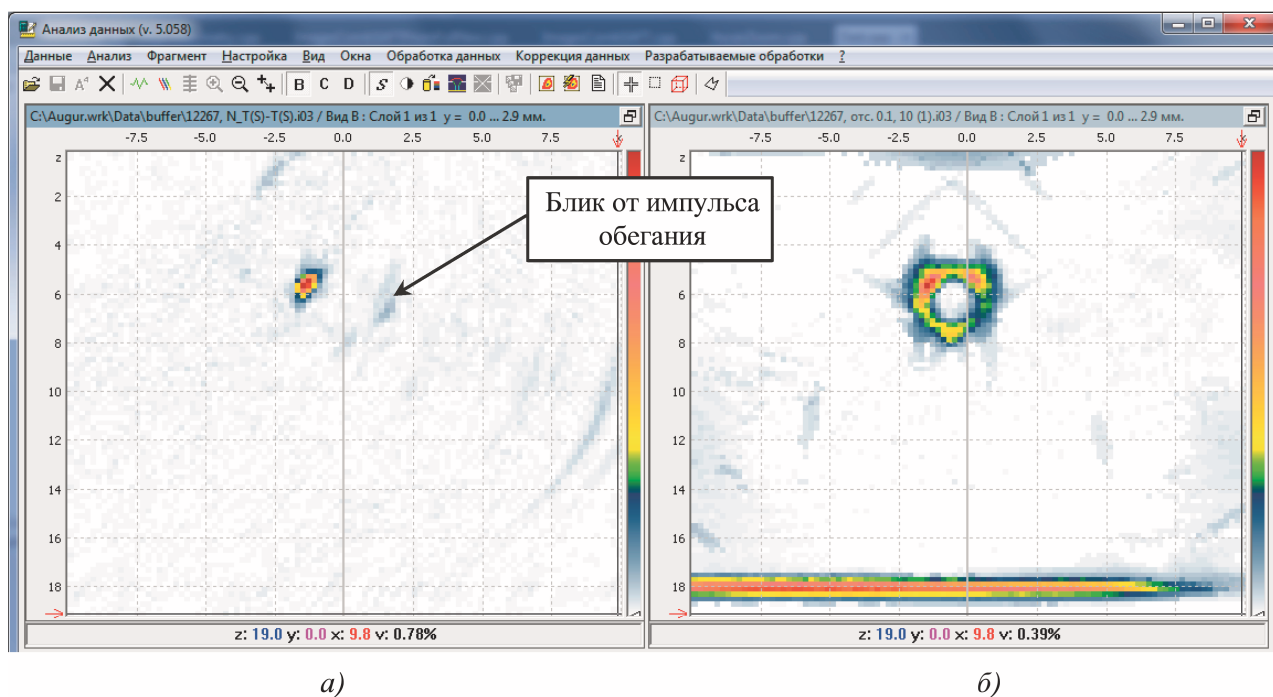 Анализ данных (v. 5.058)
Данные Анализ Фрагмент Настройка Вид Окна Обработка данных Коррекция данных Разрабатываемые обработки ?
B C D S
C:\Augur.wrk\Data\buffer\12267, N_T(S)-T(S).i03 / Вид B : Слой 1 из 1 y = 0.0 ... 2.9 мм.
-7.5 -5.0 -2.5 0.0 2.5 5.0 7.5 x
z
2
4
6
8
10
12
14
16
18
z: 19.0 y: 0.0 x: 9.8 v: 0.78%
Блик от импульса
обегания
C:\Augur.wrk\Data\buffer\12267, отс. 0.1, 10 (1).i03 / Вид B : Слой 1 из 1 y = 0.0 ... 2.9 мм.
-7.5 -5.0 -2.5 0.0 2.5 5.0 7.5 x
z
2
4
6
8
10
12
14
16
18
z: 19.0 y: 0.0 x: 9.8 v: 0.39%
а)
б)